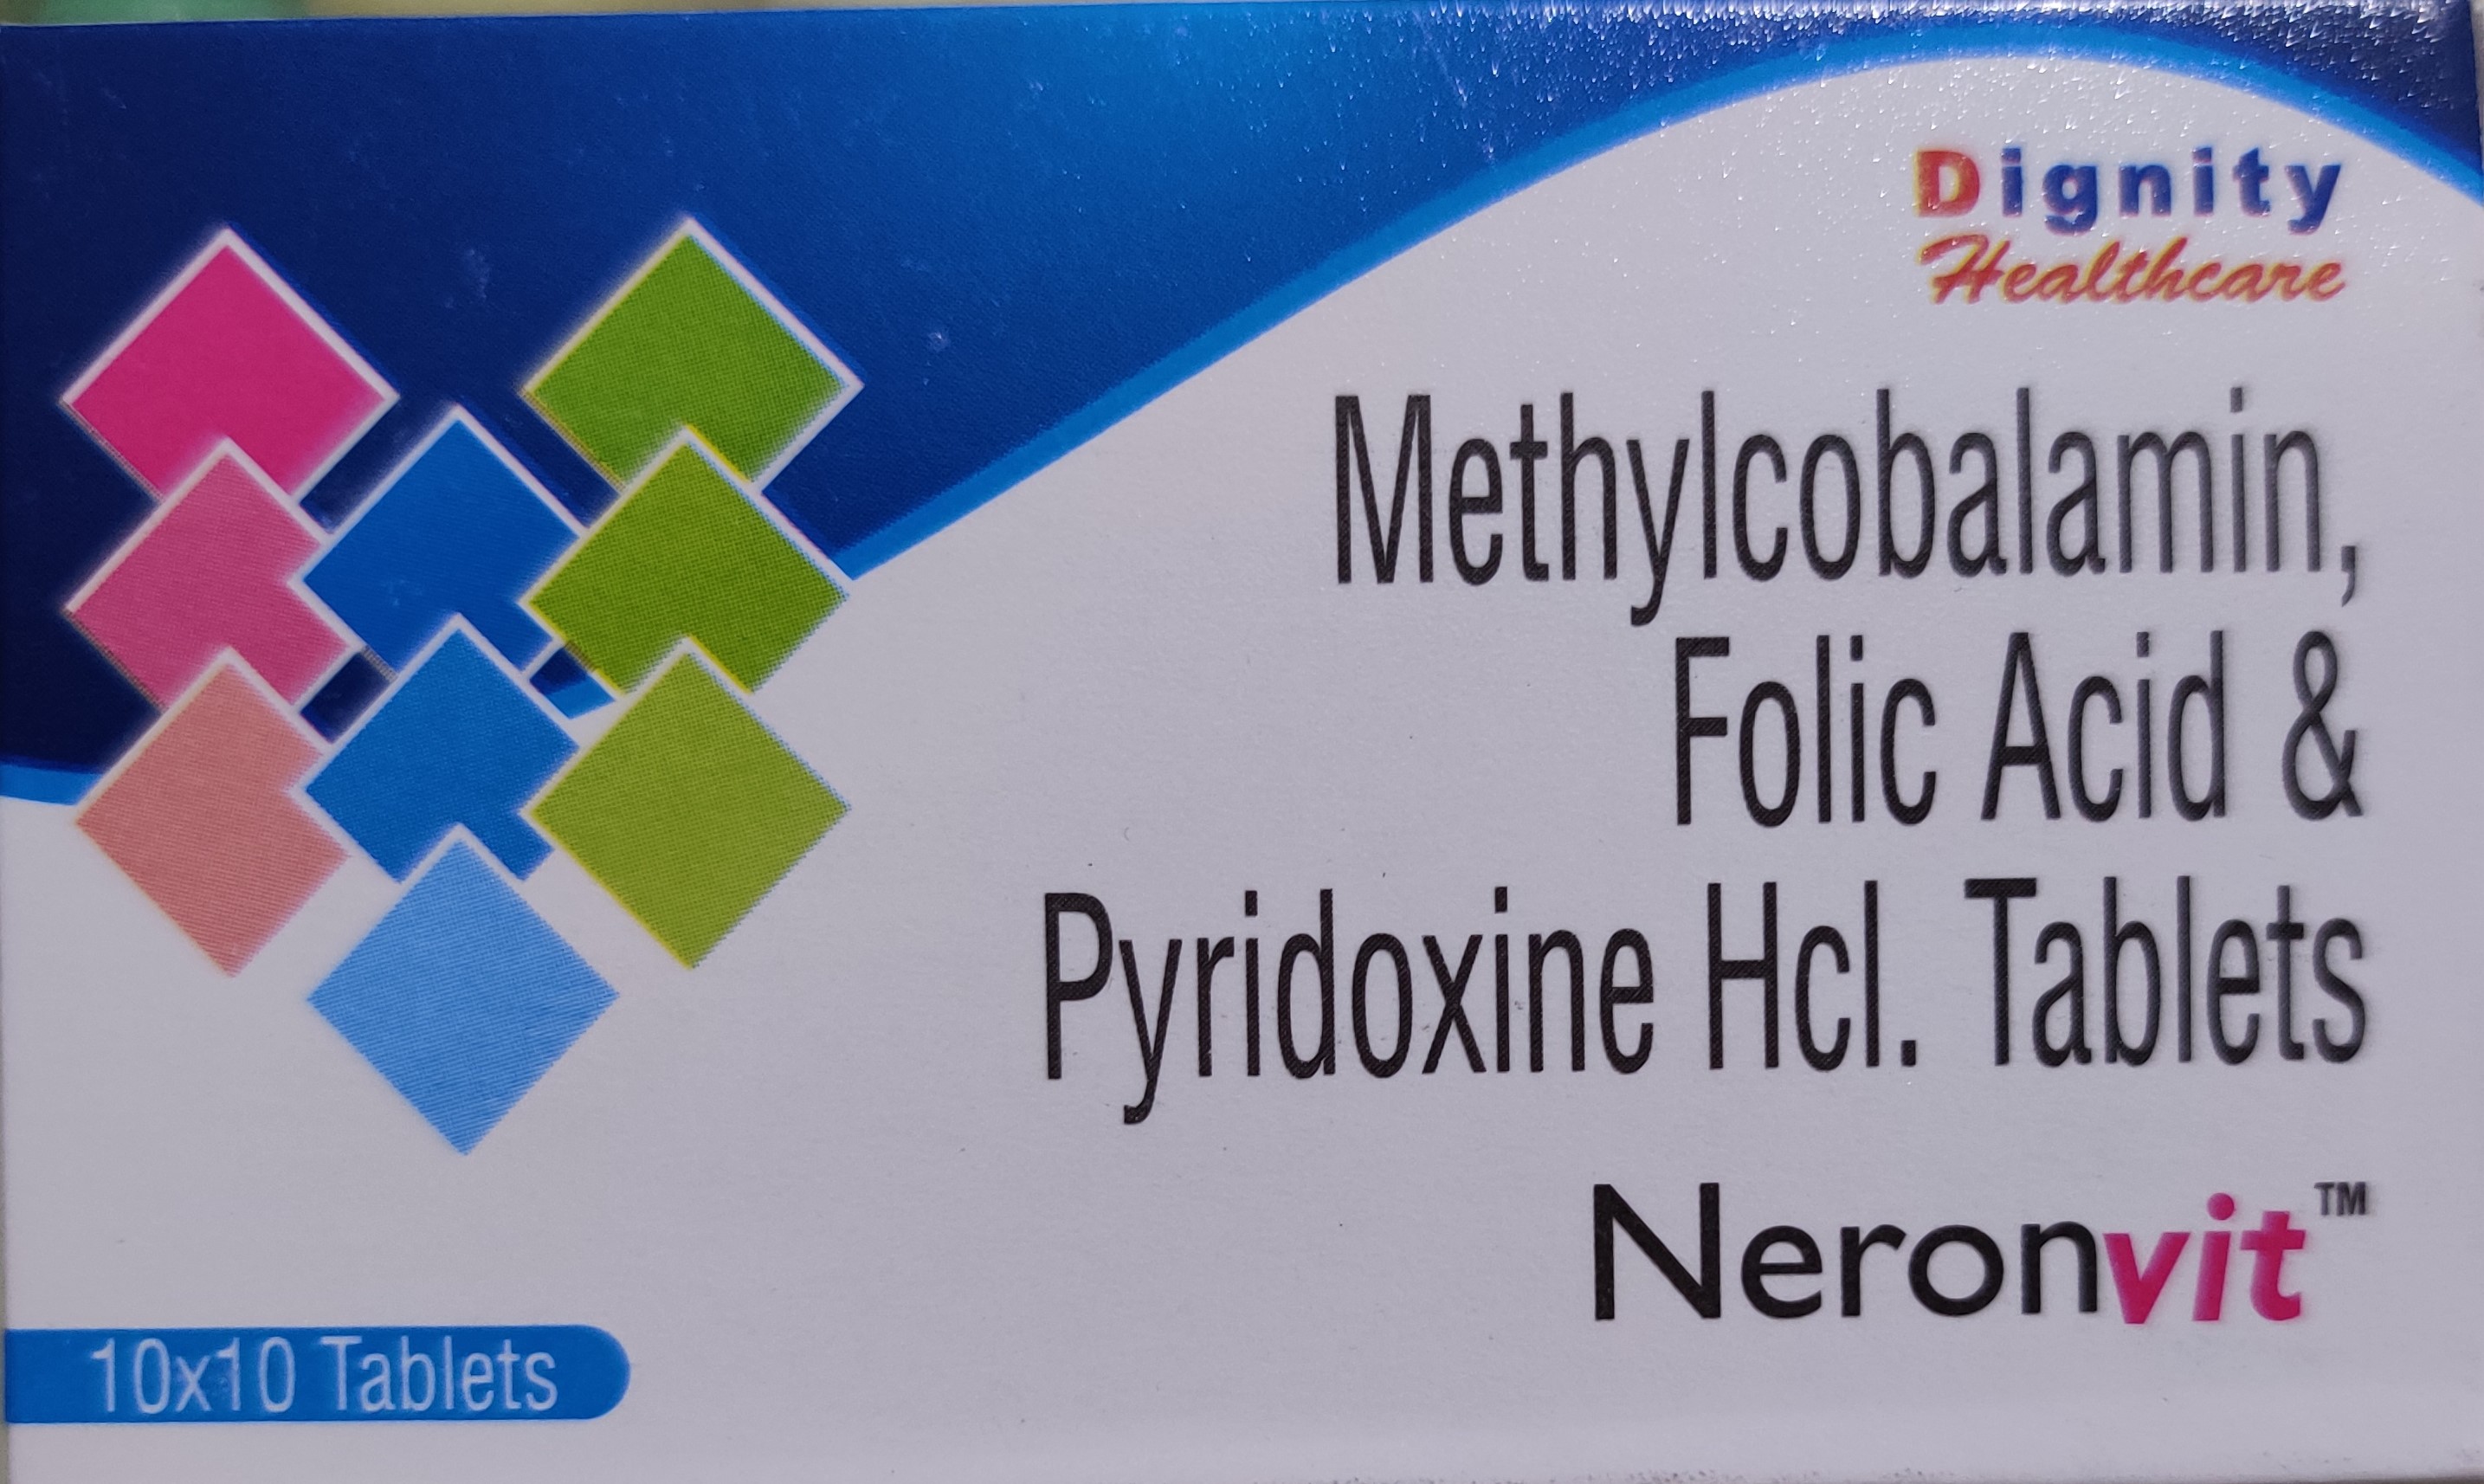 Dignity
Healthcare
Methylcobalamin,
Folic Acid &
Pyridoxine Hcl. Tablets
Neronvit™
10x10 Tablets